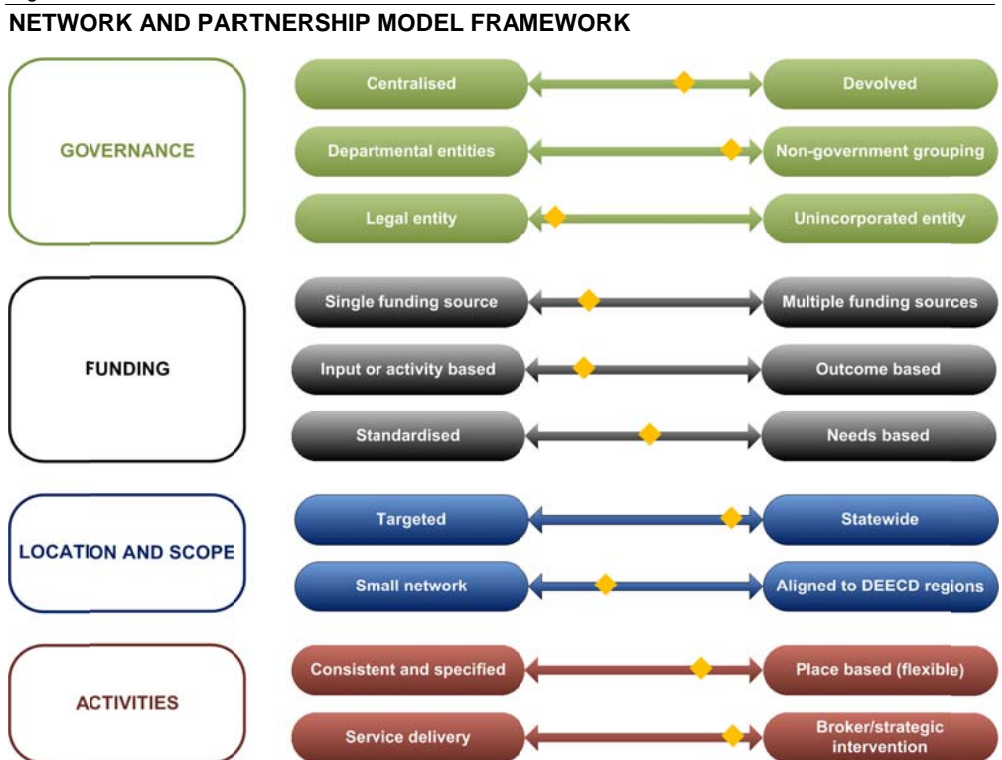 NETWORK AND PARTNERSHIP MODEL FRAMEWORK
GOVERNANCE
Centralised
Devolved
Departmental entities
Non-government grouping
Legal entity
Unincorporated entity
FUNDING
Single funding source
Multiple funding sources
Input or activity based
Outcome based
Standardised
Needs based
LOCATION AND SCOPE
Targeted
Statewide
Small network
Aligned to DEECD regions
ACTIVITIES
Consistent and specified
Place based (flexible)
Service delivery
Broker/strategic
intervention